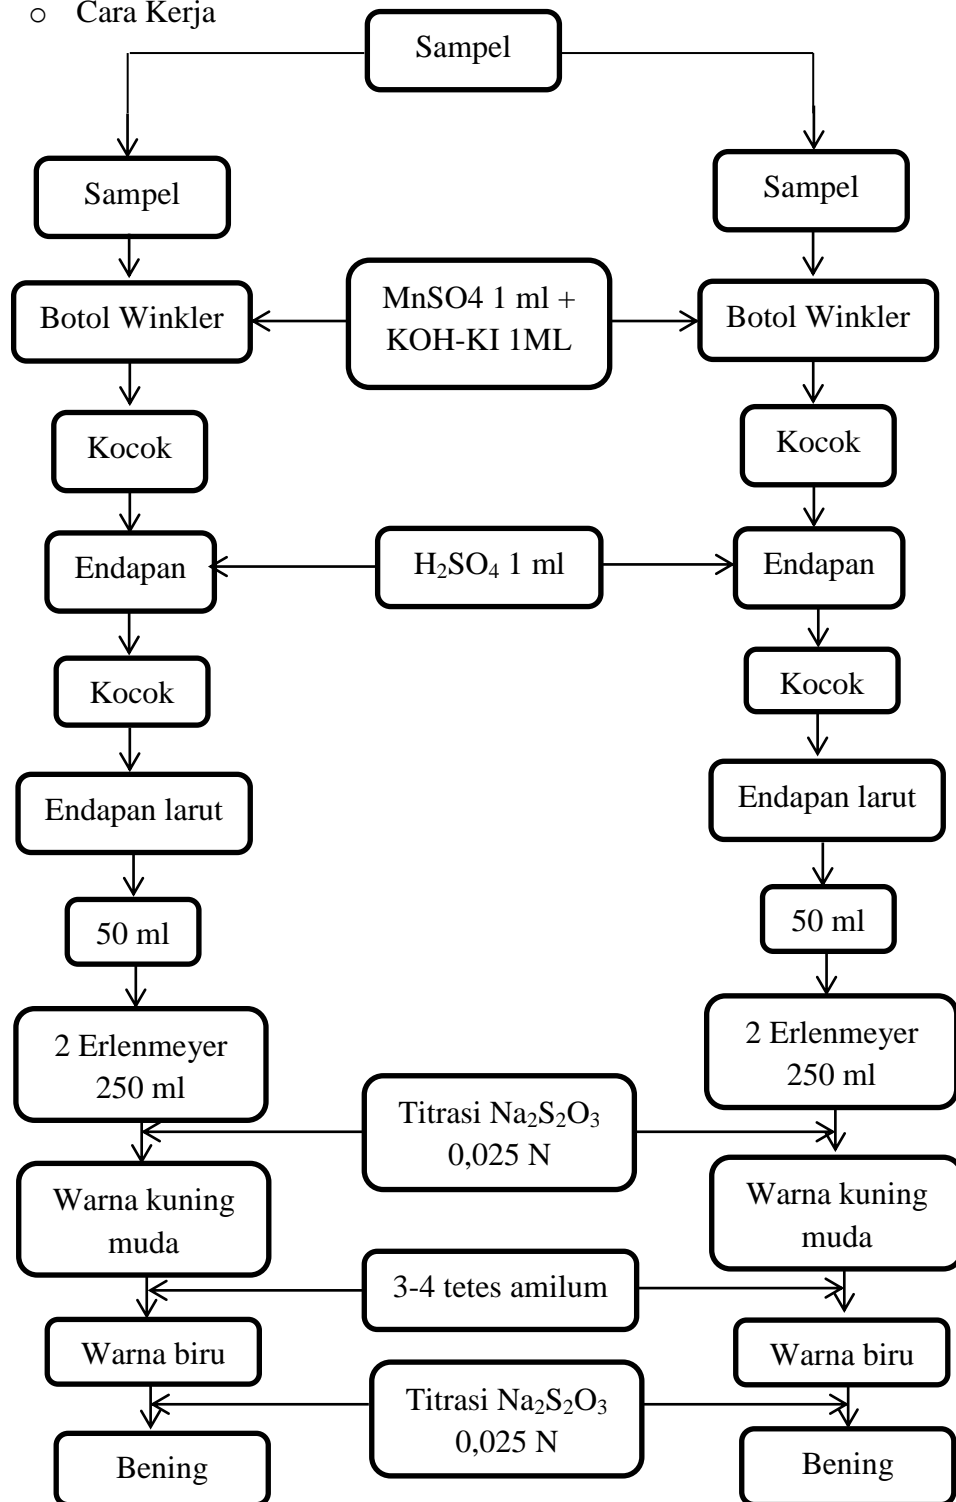 ○ Cara Kerja
Sampel
Sampel
Sampel
Botol Winkler
MnSO4 1 ml +
KOH-KI 1ML
Botol Winkler
Kocok
Kocok
Endapan
H₂SO₄ 1 ml
Endapan
Kocok
Kocok
Endapan larut
Endapan larut
50 ml
50 ml
2 Erlenmeyer
250 ml
2 Erlenmeyer
250 ml
Titrasi Na₂S₂O₃
0,025 N
Warna kuning
muda
Warna kuning
muda
3-4 tetes amilum
Warna biru
Warna biru
Titrasi Na₂S₂O₃
0,025 N
Bening
Bening